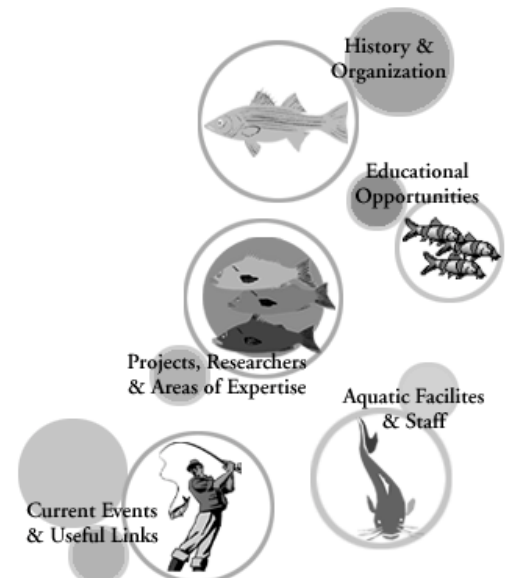 History &
Organization
Educational
Opportunities
Projects, Researchers
& Areas of Expertise
Aquatic Facilites
& Staff
Current Events
& Useful Links